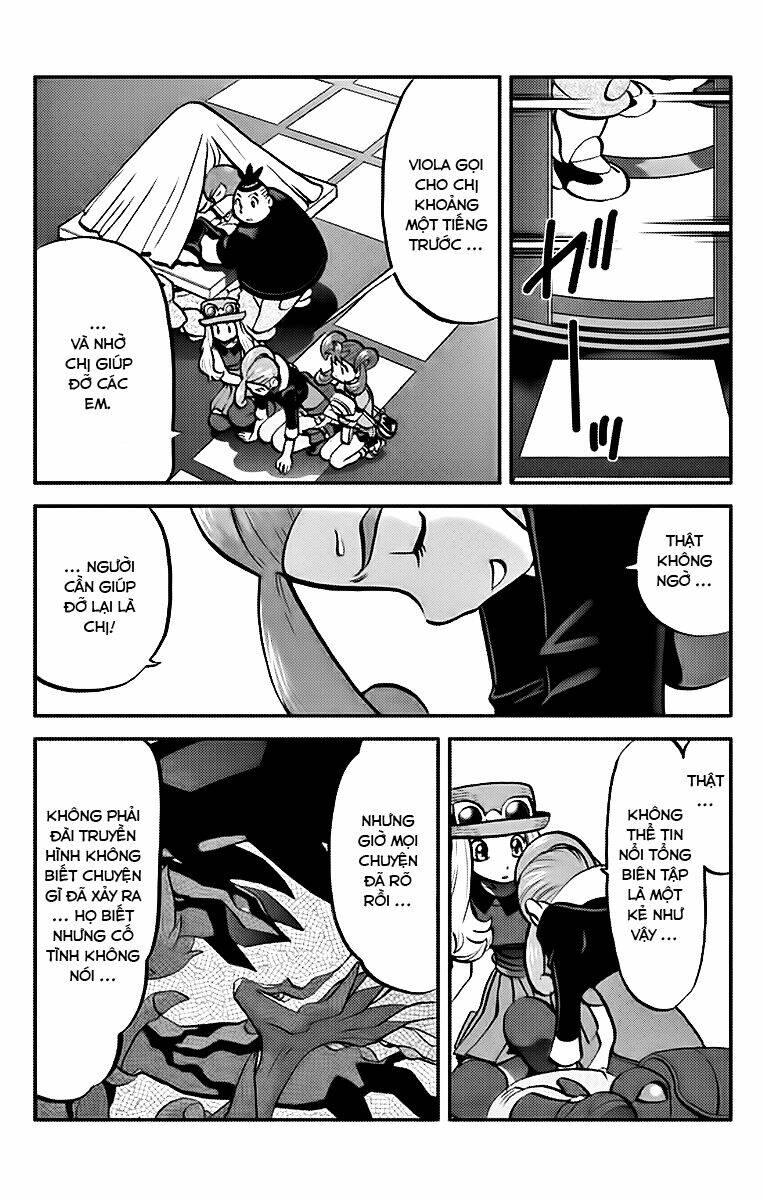 VIOLA GỌI
CHO CHỊ
KHOẢNG
MỘT TIẾNG
TRƯỚC ...
...
VÀ NHỜ
CHỊ GIÚP
ĐỠ CÁC
EM.
THẬT
KHÔNG
NGỜ ...
... NGƯỜI
CẦN GIÚP
ĐỠ LẠI LÀ
CHỊ!
THẬT
...
KHÔNG
THỂ TIN
NỔI TỔNG
BIÊN TẬP
LÀ MỘT
KẺ NHƯ
VẬY ...
NHƯNG
GIỜ MỌI
CHUYỆN
ĐÃ RÕ
RỒI ...
KHÔNG PHẢI
ĐÀI TRUYỀN
HÌNH KHÔNG
BIẾT CHUYỆN
GÌ ĐÃ XẢY RA
... HỌ BIẾT
NHƯNG CỐ
TÌNH KHÔNG
NÓI ...